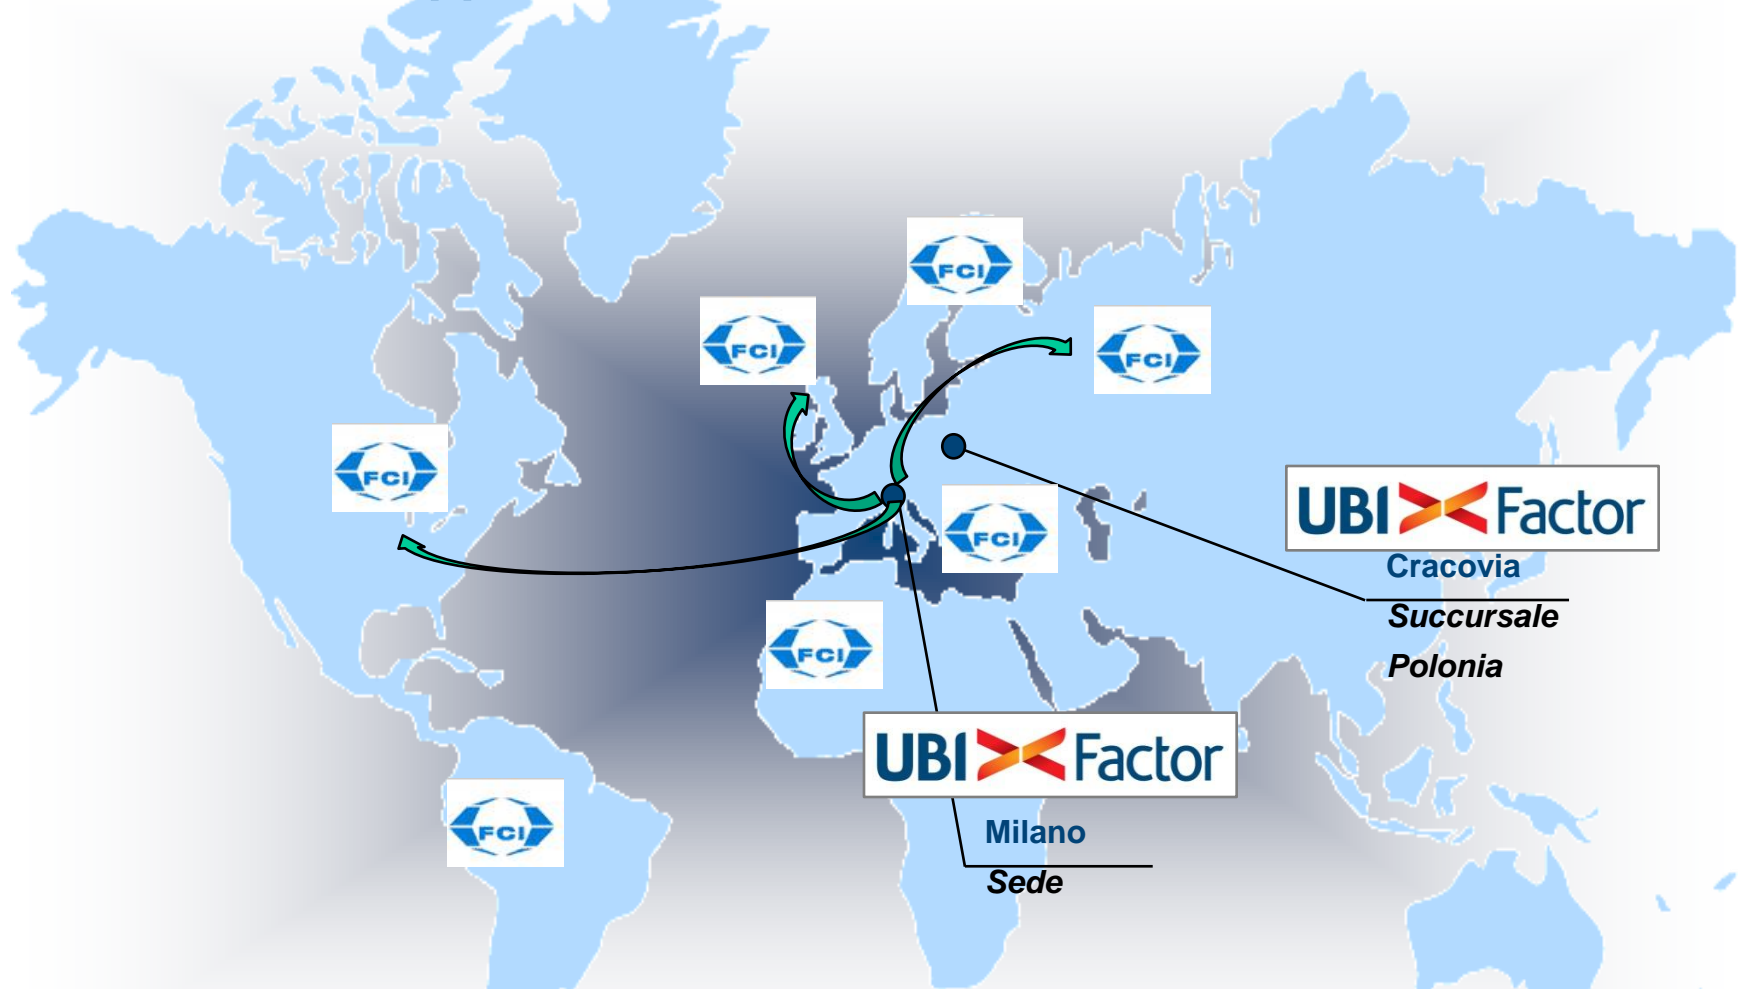 FCI
FCI
FCI
FCI
UBI Factor
FCI
Cracovia
Succursale
Polonia
FCI
UBI Factor
FCI
Milano
Sede